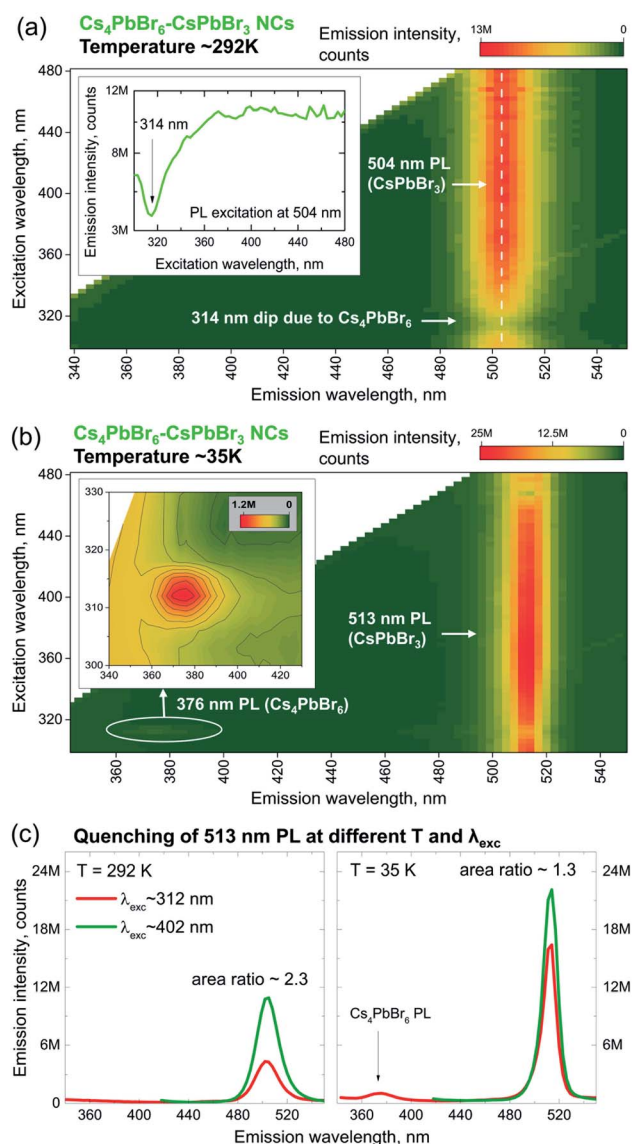 (a) Cs₄PbBr₆-CsPbBr₃ NCs
Temperature ~292K
Emission intensity,
counts
13M 0
480
460
440
420
400
380
360
340
320
Excitation wavelength, nm
12M
8M
3M
Emission intensity, counts
314 nm
PL excitation at 504 nm
320 360 400 440 480
Excitation wavelength, nm
504 nm PL
(CsPbBr₃)
314 nm dip due to Cs₄PbBr₆
340 360 380 400 420 440 460 480 500 520 540
Emission wavelength, nm
(b) Cs₄PbBr₆-CsPbBr₃ NCs
Temperature ~35K
Emission intensity,
counts
25M 12.5M 0
480
460
440
420
400
380
360
340
320
Excitation wavelength, nm
330
320
310
300
1.2M 0
340 360 380 400 420
513 nm PL
(CsPbBr₃)
376 nm PL (Cs₄PbBr₆)
360 380 400 420 440 460 480 500 520 540
Emission wavelength, nm
(c) Quenching of 513 nm PL at different T and λexc
24M
18M
12M
6M
0
Emission intensity, counts
T = 292 K
λexc~312 nm
λexc~402 nm
area ratio ~ 2.3
360 400 440 480 520
T = 35 K
area ratio ~ 1.3
Cs₄PbBr₆ PL
24M
18M
12M
6M
360 400 440 480 520
Emission wavelength, nm